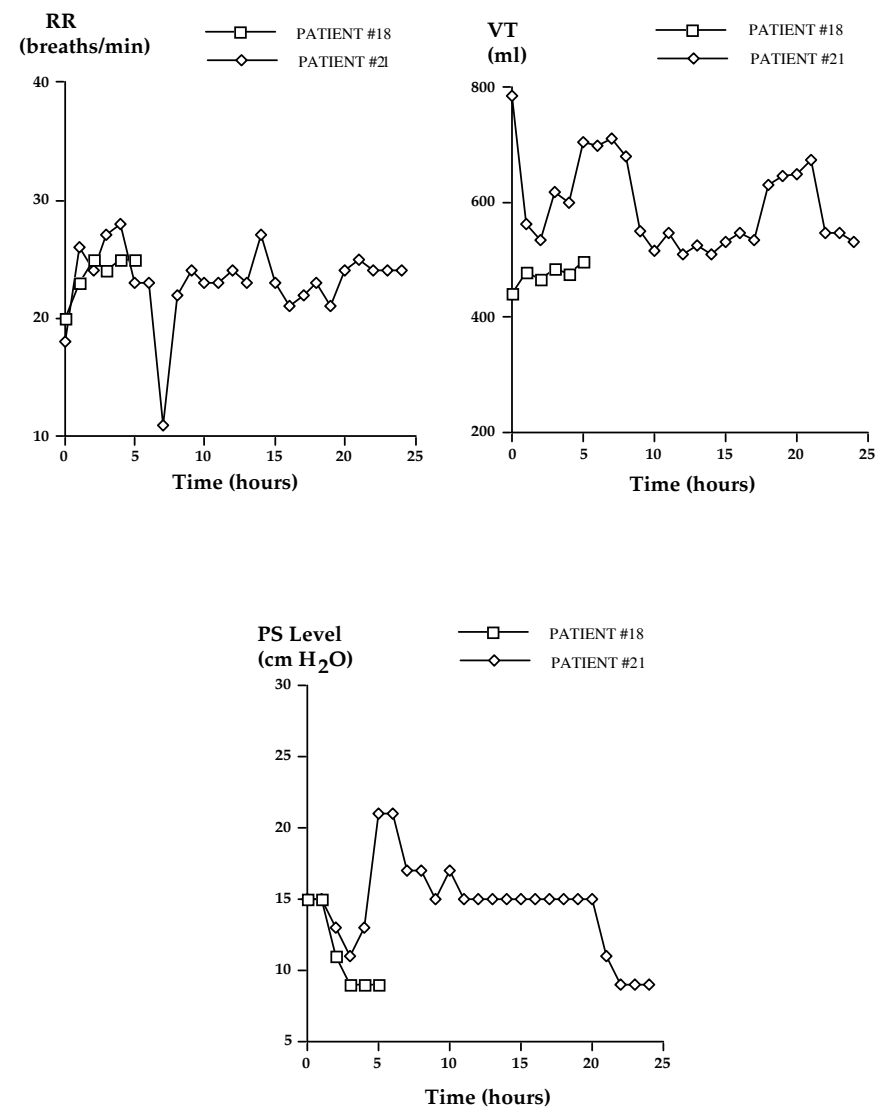 RR
(breaths/min)
PATIENT #18
PATIENT #21
40
30
20
10
0
5
10
15
20
25
Time (hours)
VT
(ml)
PATIENT #18
PATIENT #21
800
600
400
200
0
5
10
15
20
25
Time (hours)
PS Level
(cm H₂O)
PATIENT #18
PATIENT #21
30
25
20
15
10
5
0
5
10
15
20
25
Time (hours)